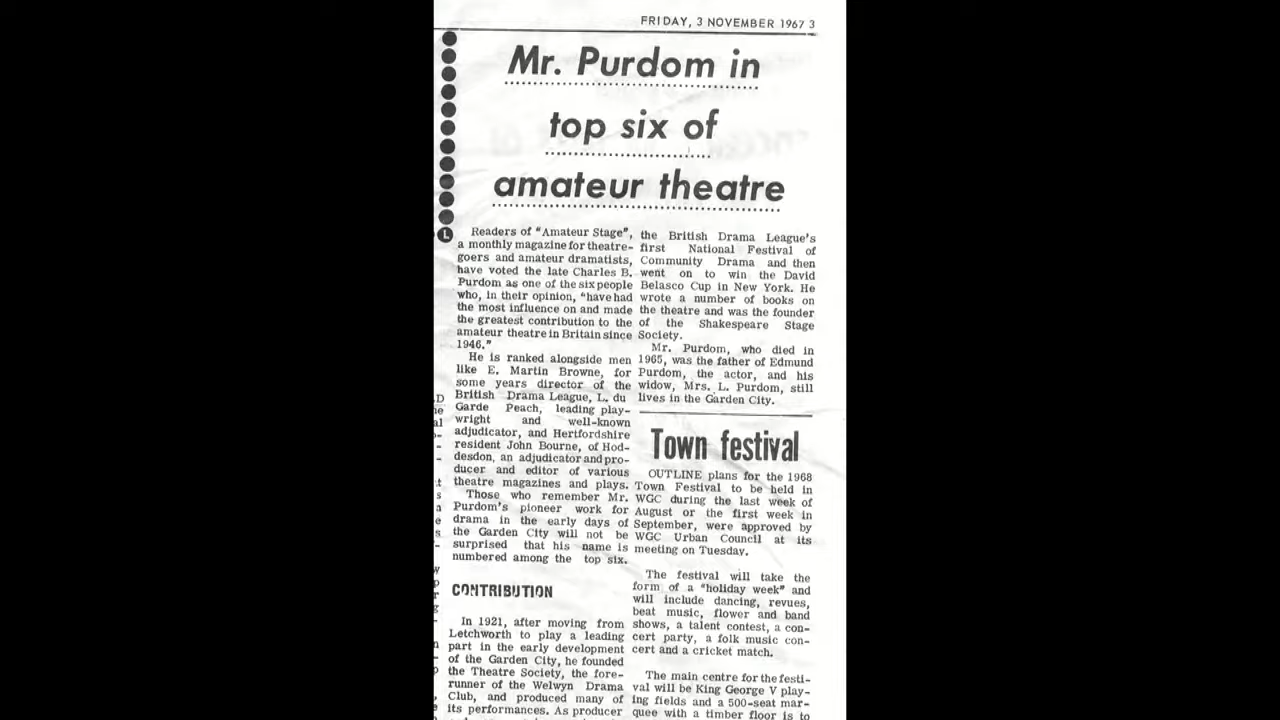 FRIDAY, 3 NOVEMBER 1967 3
Mr. Purdom in
top six of
amateur theatre
L
Readers of "Amateur Stage",
a monthly magazine for theatre-
goers and amateur dramatists,
have voted the late Charles B.
Purdom as one of the six people
who, in their opinion, "have had
the most influence on and made
the greatest contribution to the
amateur theatre in Britain since
1946."
He is ranked alongside men
like E. Martin Browne, for
some years director of the
British Drama League, L. du
Garde Peach, leading play-
wright and well-known
adjudicator, and Hertfordshire
resident John Bourne, of Hod-
desdon, an adjudicator and pro-
ducer and editor of various
theatre magazines and plays.
Those who remember Mr.
Purdom's pioneer work for
drama in the early days of
the Garden City will not be
surprised that his name is
numbered among the top six.
CONTRIBUTION
In 1921, after moving from
Letchworth to play a leading
part in the early development
of the Garden City, he founded
the Theatre Society, the fore-
runner of the Welwyn Drama
Club, and produced many of
its performances. As producer
the British Drama League's
first National Festival of
Community Drama and then
went on to win the David
Belasco Cup in New York. He
wrote a number of books on
the theatre and was the founder
of the Shakespeare Stage
Society.
Mr. Purdom, who died in
1965, was the father of Edmund
Purdom, the actor, and his
widow, Mrs. L. Purdom, still
lives in the Garden City.
Town festival
OUTLINE plans for the 1968
Town Festival to be held in
WGC during the last week of
August or the first week in
September, were approved by
WGC Urban Council at its
meeting on Tuesday.
The festival will take the
form of a "holiday week" and
will include dancing, revues,
beat music, flower and band
shows, a talent contest, a con-
cert party, a folk music con-
cert and a cricket match.
The main centre for the festi-
val will be King George V play-
ing fields and a 500-seat mar-
quee with a timber floor is to